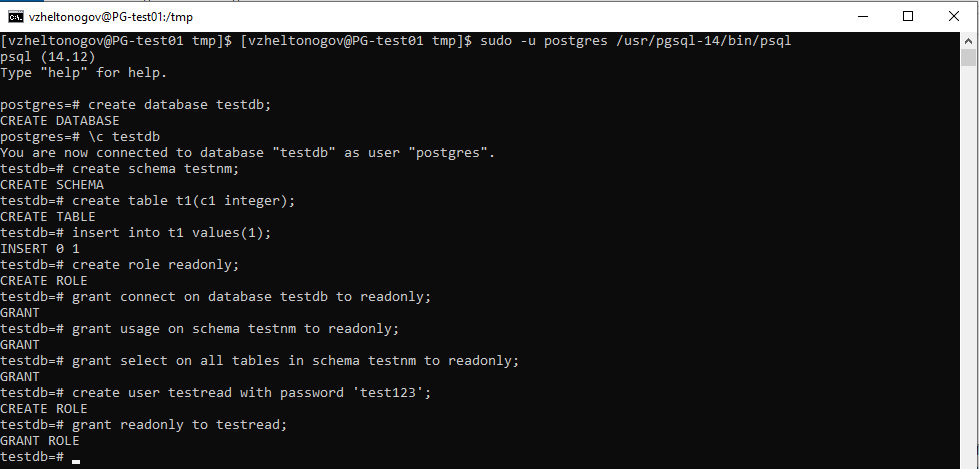 vzheltonogov@PG-test01:/tmp
[vzheltonogov@PG-test01 tmp]$ [vzheltonogov@PG-test01 tmp]$ sudo -u postgres /usr/pgsql-14/bin/psql
psql (14.12)
Type "help" for help.

postgres=# create database testdb;
CREATE DATABASE
postgres=# \c testdb
You are now connected to database "testdb" as user "postgres".
testdb=# create schema testnm;
CREATE SCHEMA
testdb=# create table t1(c1 integer);
CREATE TABLE
testdb=# insert into t1 values(1);
INSERT 0 1
testdb=# create role readonly;
CREATE ROLE
testdb=# grant connect on database testdb to readonly;
GRANT
testdb=# grant usage on schema testnm to readonly;
GRANT
testdb=# grant select on all tables in schema testnm to readonly;
GRANT
testdb=# create user testread with password 'test123';
CREATE ROLE
testdb=# grant readonly to testread;
GRANT ROLE
testdb=#